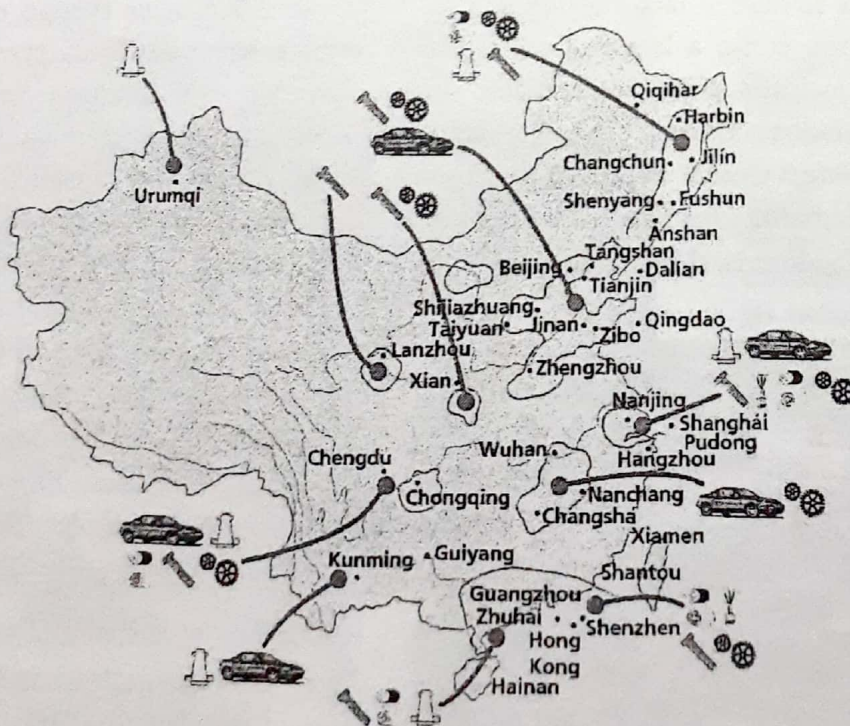 Qiqihar
Harbin
Changchun
Jilin
Urumqi
Shenyang
Fushun
Anshan
Tangshan
Beijing
Dalian
Tianjin
Shijiazhuang
Taiyuan
Jinan
Zibo
Qingdao
Lanzhou
Xian
Zhengzhou
Nanjing
Shanghai
Pudong
Wuhan
Hangzhou
Chengdu
Chongqing
Nanchang
Changsha
Xiamen
Kunming
Guiyang
Shantou
Guangzhou
Zhuhai
Shenzhen
Hong
Kong
Hainan